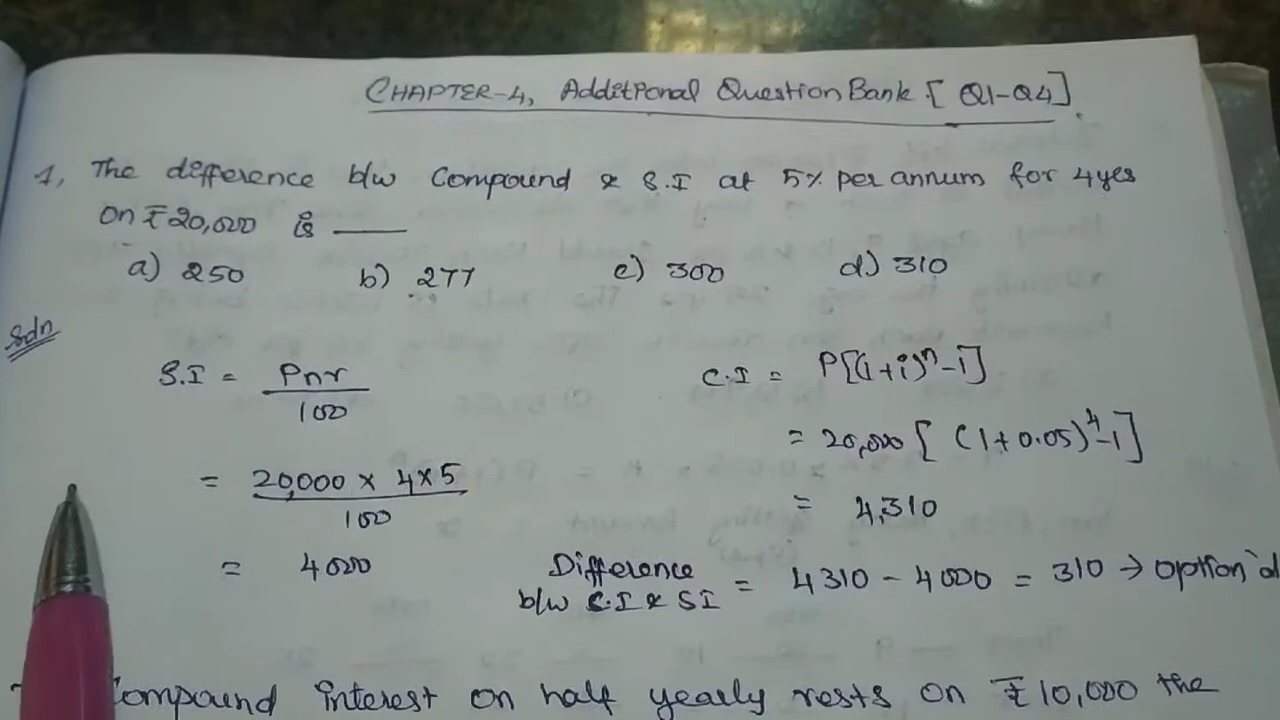 CHAPTER-4, Additional Question Bank [Q1-Q4].
1, The difference b/w Compound & S.I at 5% per annum for 4yrs
on ₹20,000 is ____
a) 250 b) 277 c) 300 d) 310
Soln
S.I = Pnr / 100
C.I = P[(1+i)^n-1]
= 20,000 × 4×5 / 100
= 20,000 [(1+0.05)^4-1]
= 4,310
= 4000
Difference
b/w C.I & SI = 4310 - 4000 = 310 → option d
Compound interest on half yearly rests on ₹10,000 the